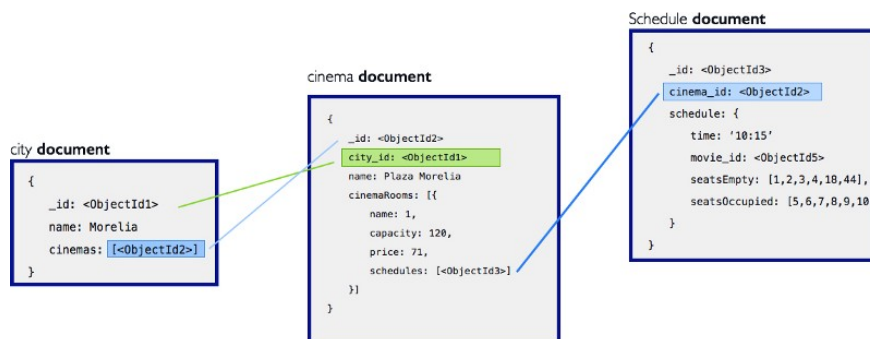 city document
{
_id: <ObjectId1>
name: Morelia
cinemas: [<ObjectId2>]
}
cinema document
{
_id: <ObjectId2>
city_id: <ObjectId1>
name: Plaza Morelia
cinemaRooms: [{
name: 1,
capacity: 120,
price: 71,
schedules: [<ObjectId3>]
}]
}
Schedule document
{
_id: <ObjectId3>
cinema_id: <ObjectId2>
schedule: {
time: ‘10:15’
movie_id: <ObjectId5>
seatsEmpty: [1,2,3,4,18,44],
seatsOccupied: [5,6,7,8,9,10
}
}